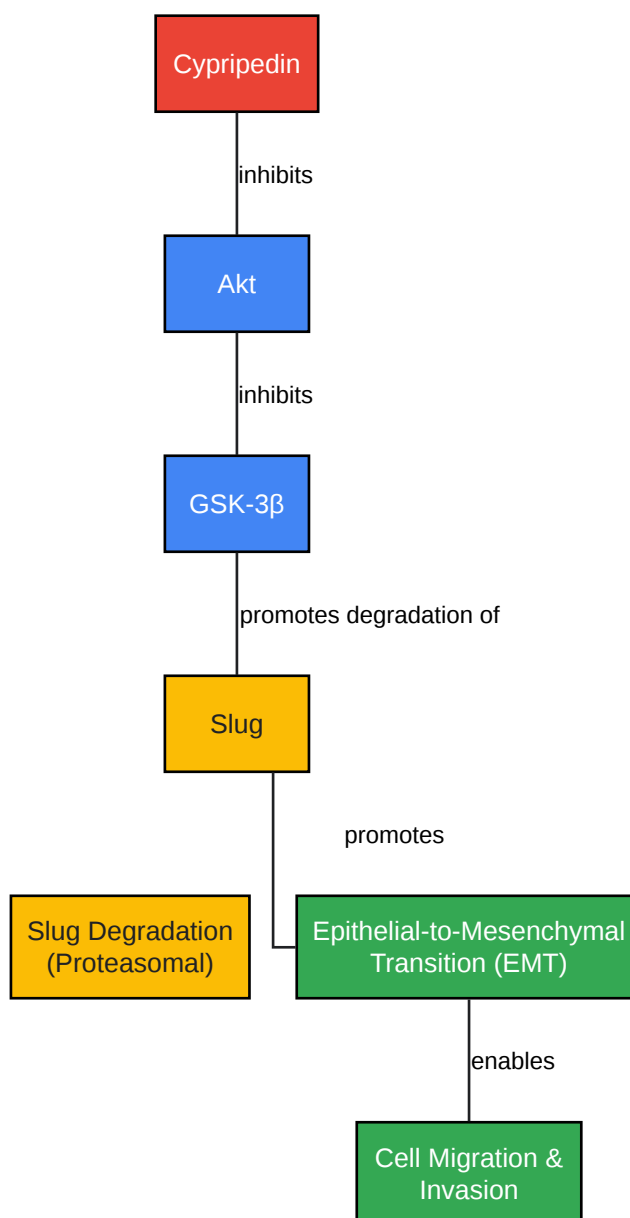 Cypripedin
inhibits
Akt
inhibits
GSK-3β
promotes degradation of
Slug
promotes
Slug Degradation
(Proteasomal)
Epithelial-to-Mesenchymal
Transition (EMT)
enables
Cell Migration &
Invasion